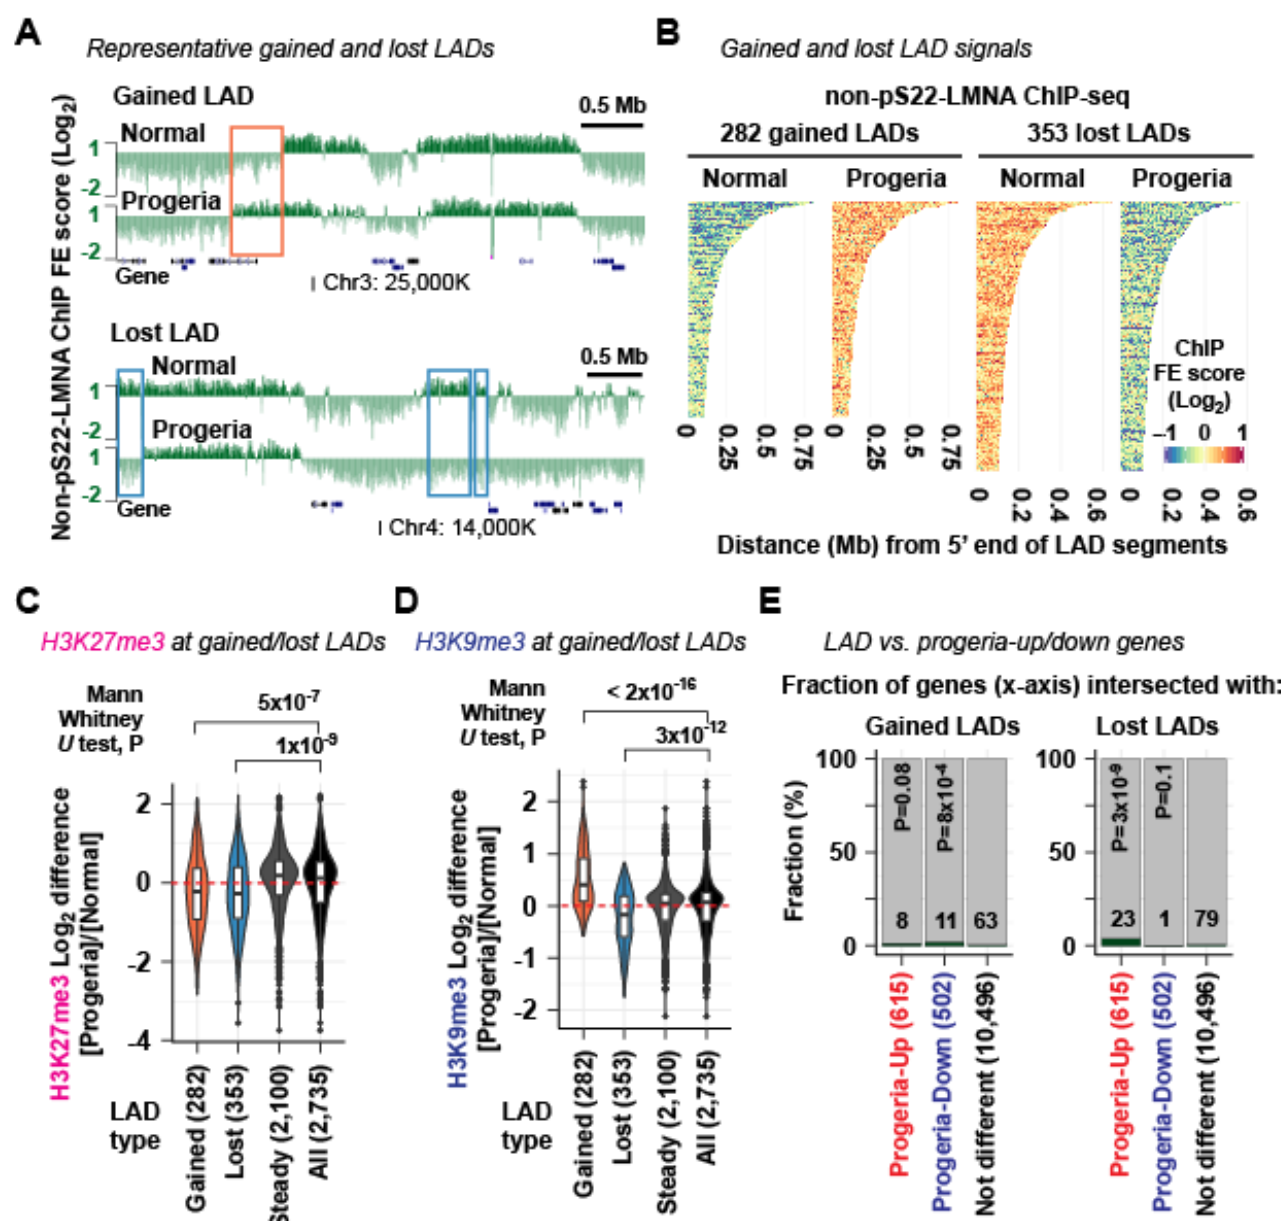 A
Representative gained and lost LADs
Non-pS22-LMNA ChIP FE score (Log2)
Gained LAD
0.5 Mb
Normal
1
-2
Progeria
1
-2
Gene
Chr3: 25,000K
Lost LAD
0.5 Mb
Normal
1
-2
Progeria
1
-2
Gene
Chr4: 14,000K
B
Gained and lost LAD signals
non-pS22-LMNA ChIP-seq
282 gained LADs
353 lost LADs
Normal
Progeria
Normal
Progeria
ChIP
FE score
(Log2)
–1 0 1
0 0.25 0.5 0.75
0 0.25 0.5 0.75
0 0.2 0.4 0.6
0 0.2 0.4 0.6
Distance (Mb) from 5' end of LAD segments
C
H3K27me3 at gained/lost LADs
Mann
Whitney
U test, P
5x10-7
1x10-9
H3K27me3 Log2 difference
[Progeria]/[Normal]
2
0
-2
-4
LAD
type
Gained (282)
Lost (353)
Steady (2,100)
All (2,735)
D
H3K9me3 at gained/lost LADs
Mann
Whitney
U test, P
< 2x10-16
3x10-12
H3K9me3 Log2 difference
[Progeria]/[Normal]
2
1
0
-1
-2
LAD
type
Gained (282)
Lost (353)
Steady (2,100)
All (2,735)
E
LAD vs. progeria-up/down genes
Fraction of genes (x-axis) intersected with:
Gained LADs
Lost LADs
Fraction (%)
100
50
0
P=0.08
P=8x10-4
8
11
63
Progeria-Up (615)
Progeria-Down (502)
Not different (10,496)
100
50
0
P=3x10-9
P=0.1
23
1
79
Progeria-Up (615)
Progeria-Down (502)
Not different (10,496)